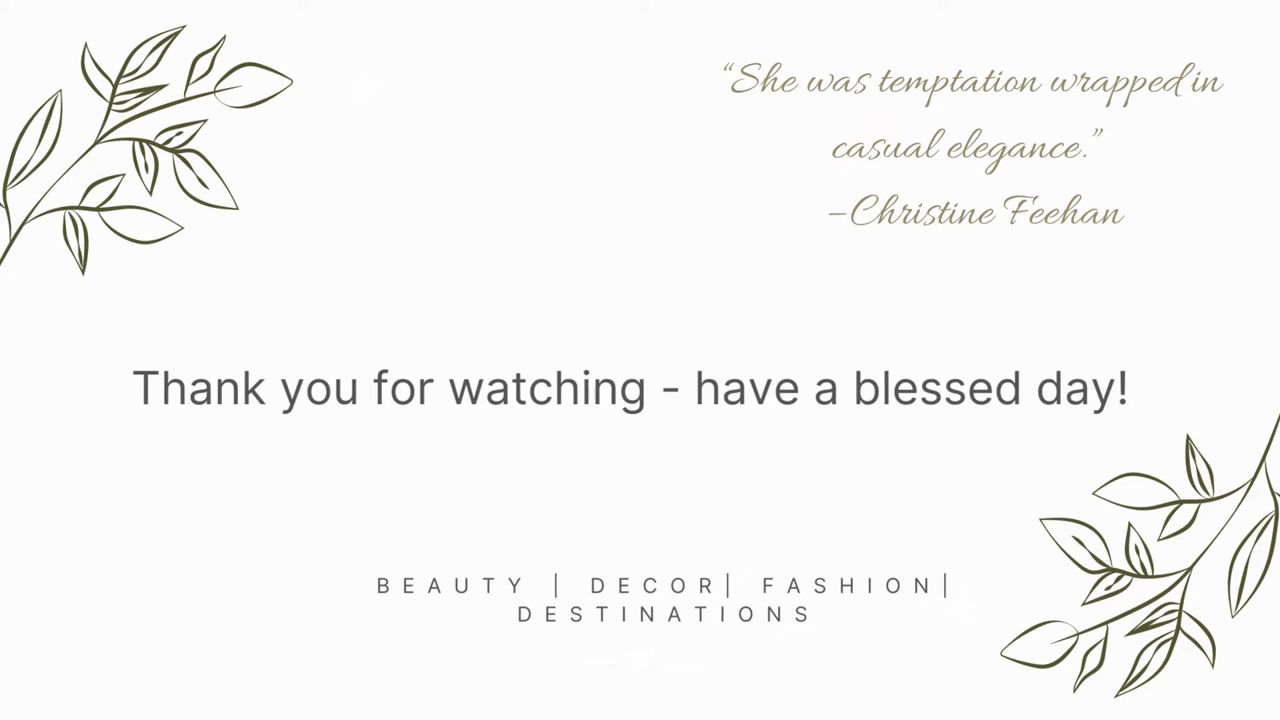 “She was temptation wrapped in
casual elegance.”
–Christine Feehan
Thank you for watching - have a blessed day!
BEAUTY | DECOR| FASHION|
DESTINATIONS